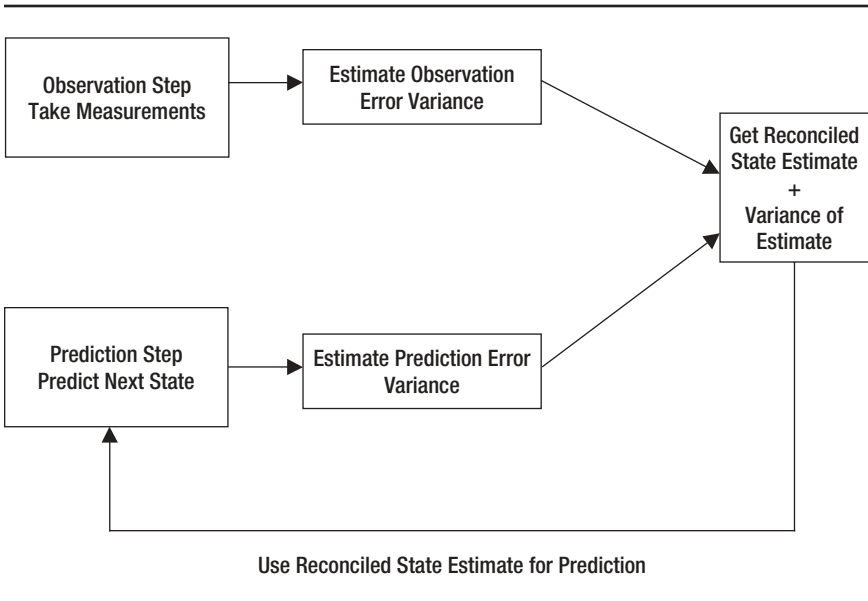 Observation Step
Take Measurements
Estimate Observation
Error Variance
Get Reconciled
State Estimate
+
Variance of
Estimate
Prediction Step
Predict Next State
Estimate Prediction Error
Variance
Use Reconciled State Estimate for Prediction